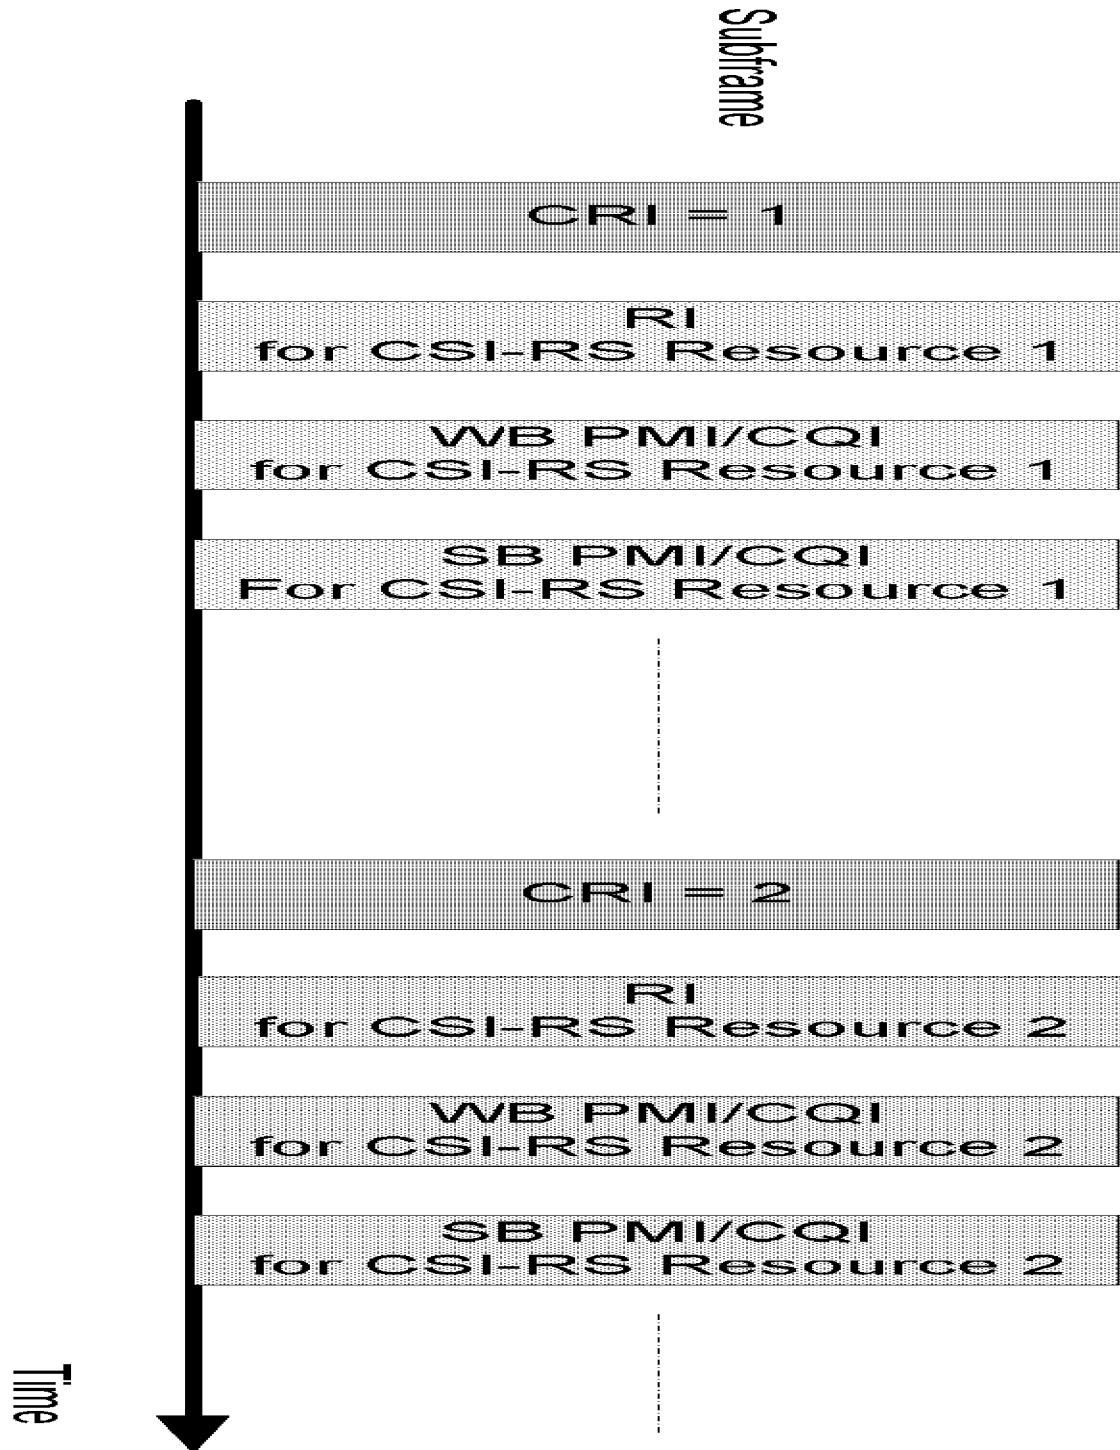 Subframe
CRI = 1
RI
for CSI-RS Resource 1
WB PMI/CQI
for CSI-RS Resource 1
SB PMI/CQI
For CSI-RS Resource 1
CRI = 2
RI
for CSI-RS Resource 2
WB PMI/CQI
for CSI-RS Resource 2
SB PMI/CQI
for CSI-RS Resource 2
Time